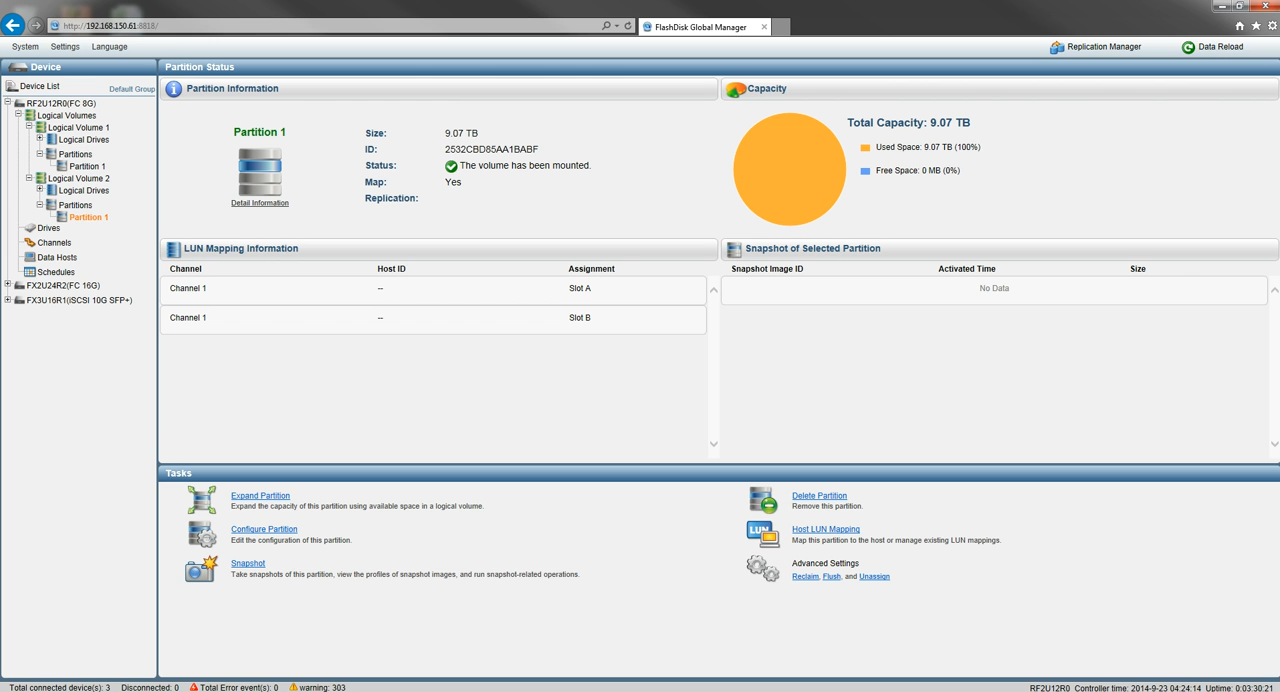 http://192.168.150.61:8818/
FlashDisk Global Manager
System Settings Language
Replication Manager
Data Reload
Device
Device List
Default Group
RF2U12R0(FC 8G)
Logical Volumes
Logical Volume 1
Logical Drives
Partitions
Partition 1
Logical Volume 2
Logical Drives
Partitions
Partition 1
Drives
Channels
Data Hosts
Schedules
FX2U24R2(FC 16G)
FX3U16R1(iSCSI 10G SFP+)
Partition Status
Partition Information
Partition 1
Detail Information
Size: 9.07 TB
ID: 2532CBD85AA1BABF
Status: The volume has been mounted.
Map: Yes
Replication:
Capacity
Total Capacity: 9.07 TB
Used Space: 9.07 TB (100%)
Free Space: 0 MB (0%)
LUN Mapping Information
Channel Host ID Assignment
Channel 1 -- Slot A
Channel 1 -- Slot B
Snapshot of Selected Partition
Snapshot Image ID Activated Time Size
No Data
Tasks
Expand Partition
Expand the capacity of this partition using available space in a logical volume.
Configure Partition
Edit the configuration of this partition.
Snapshot
Take snapshots of this partition, view the profiles of snapshot images, and run snapshot-related operations.
Delete Partition
Remove this partition.
LUN
Host LUN Mapping
Map this partition to the host or manage existing LUN mappings.
Advanced Settings
Reclaim, Flush, and Unassign
Total connected device(s): 3 Disconnected: 0 Total Error event(s): 0 warning: 303
RF2U12R0 Controller time: 2014-9-23 04:24:14 Uptime: 0:03:30:21